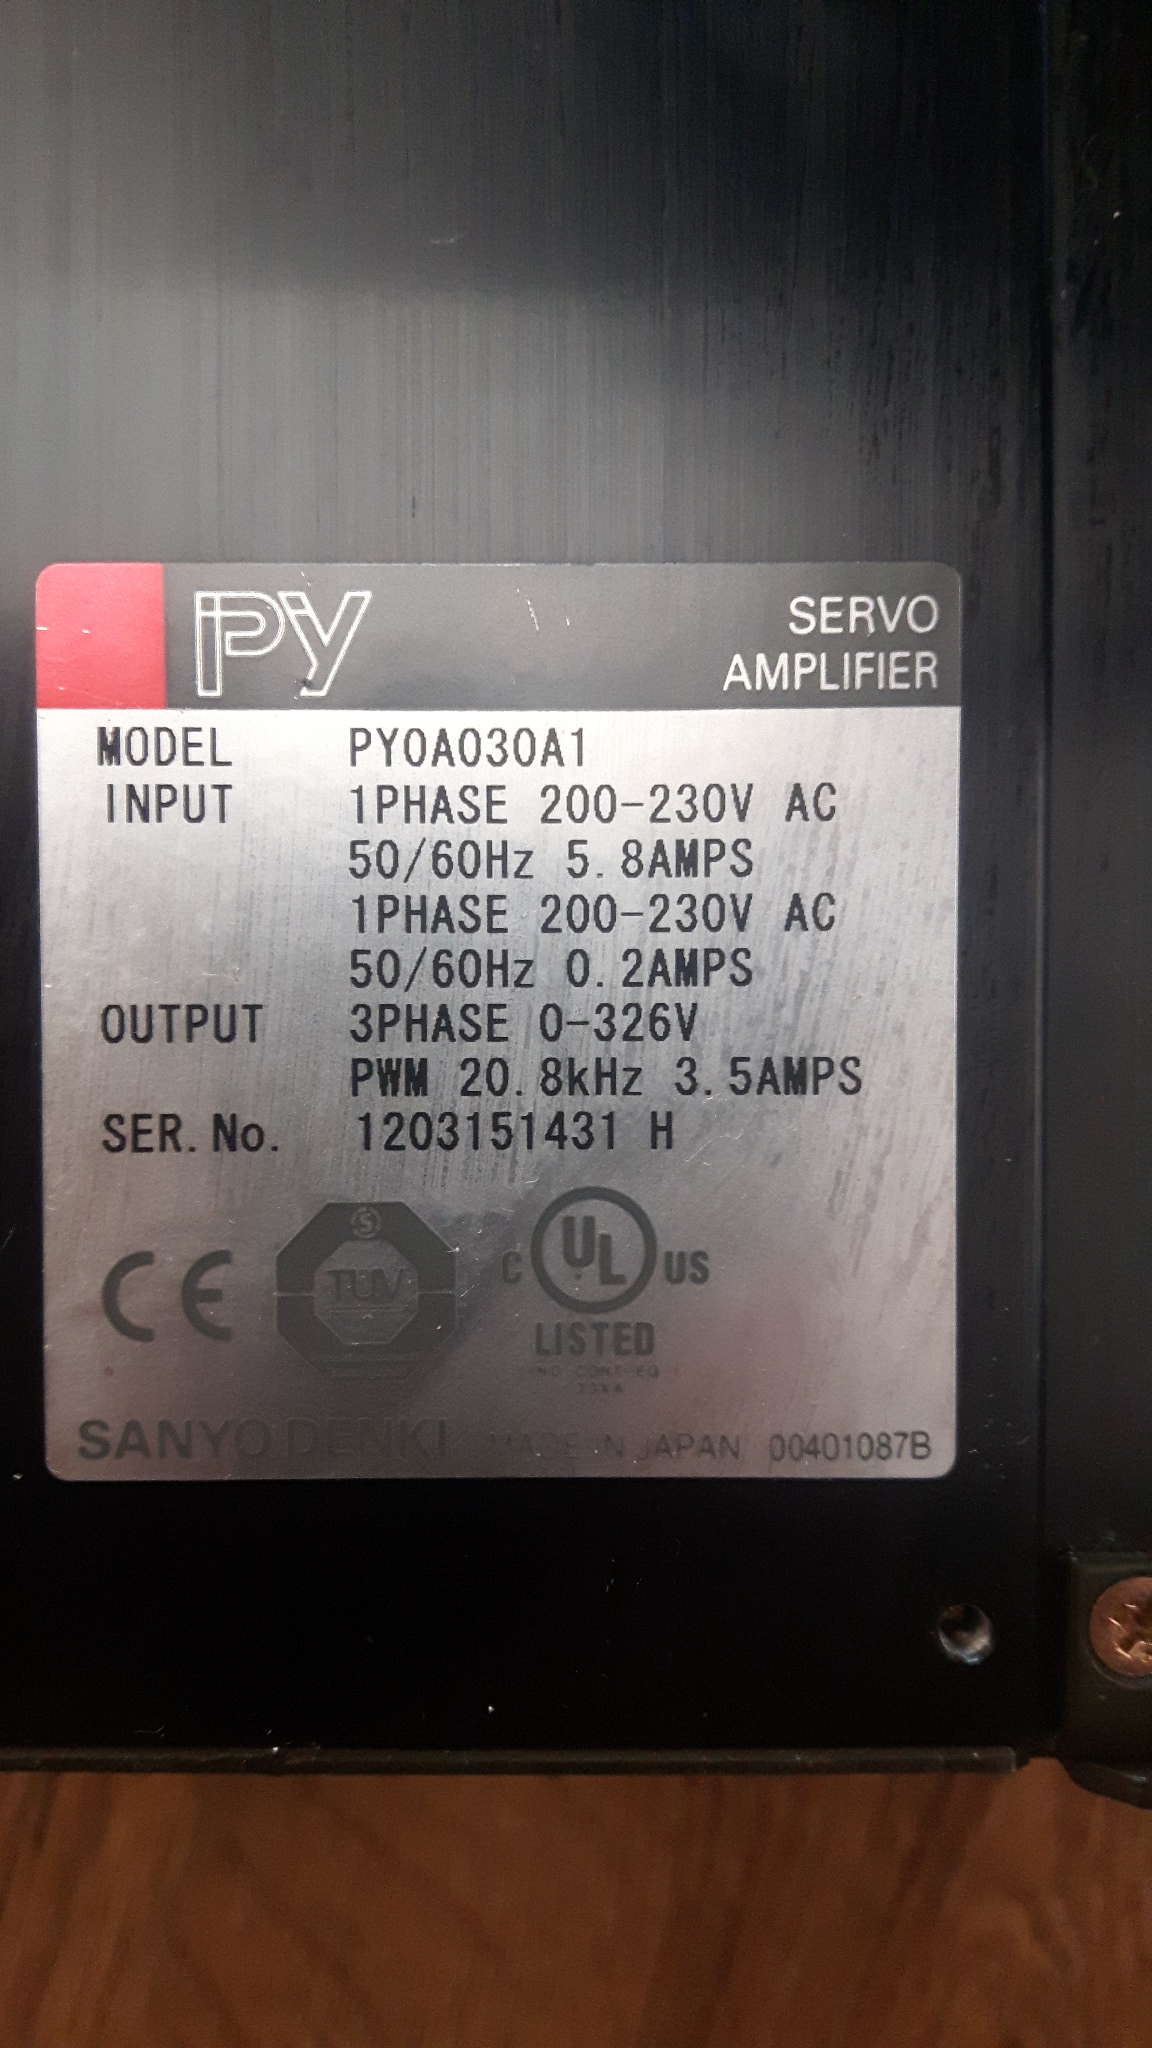 PY
SERVO
AMPLIFIER
MODEL PY0A030A1
INPUT 1PHASE 200-230V AC
50/60Hz 5.8AMPS
1PHASE 200-230V AC
50/60Hz 0.2AMPS
OUTPUT 3PHASE 0-326V
PWM 20.8kHz 3.5AMPS
SER.No. 1203151431 H
CE
S
TÜV
C UL US
LISTED
SANYO DENKI MADE IN JAPAN 00401087B